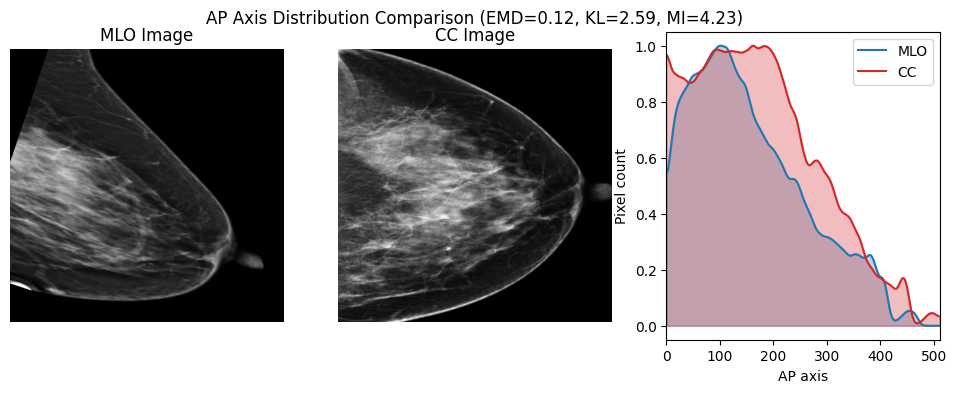 AP Axis Distribution Comparison (EMD=0.12, KL=2.59, MI=4.23)
MLO Image
CC Image
MLO
CC
Pixel count
1.0
0.8
0.6
0.4
0.2
0.0
0 100 200 300 400 500
AP axis